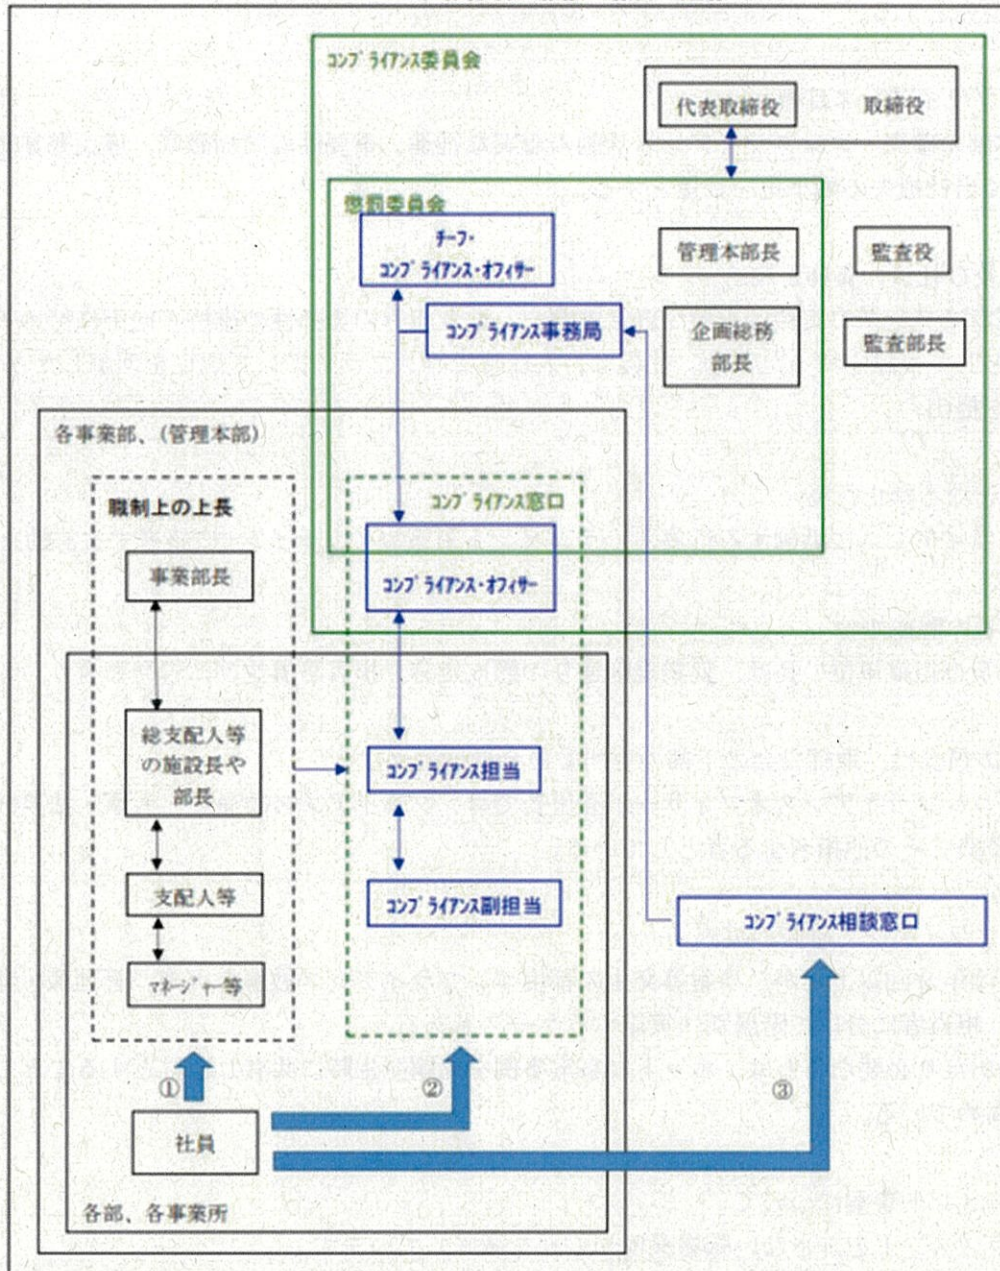 コンプライアンス委員会
代表取締役
取締役
懲罰委員会
チーフ・
コンプライアンス・オフィサー
管理本部長
監査役
コンプライアンス事務局
企画総務
部長
監査部長
各事業部、(管理本部)
職制上の上長
コンプライアンス窓口
事業部長
コンプライアンス・オフィサー
総支配人等
の施設長や
部長
コンプライアンス担当
支配人等
コンプライアンス副担当
コンプライアンス相談窓口
マネージャー等
①
②
③
社員
各部、各事業所